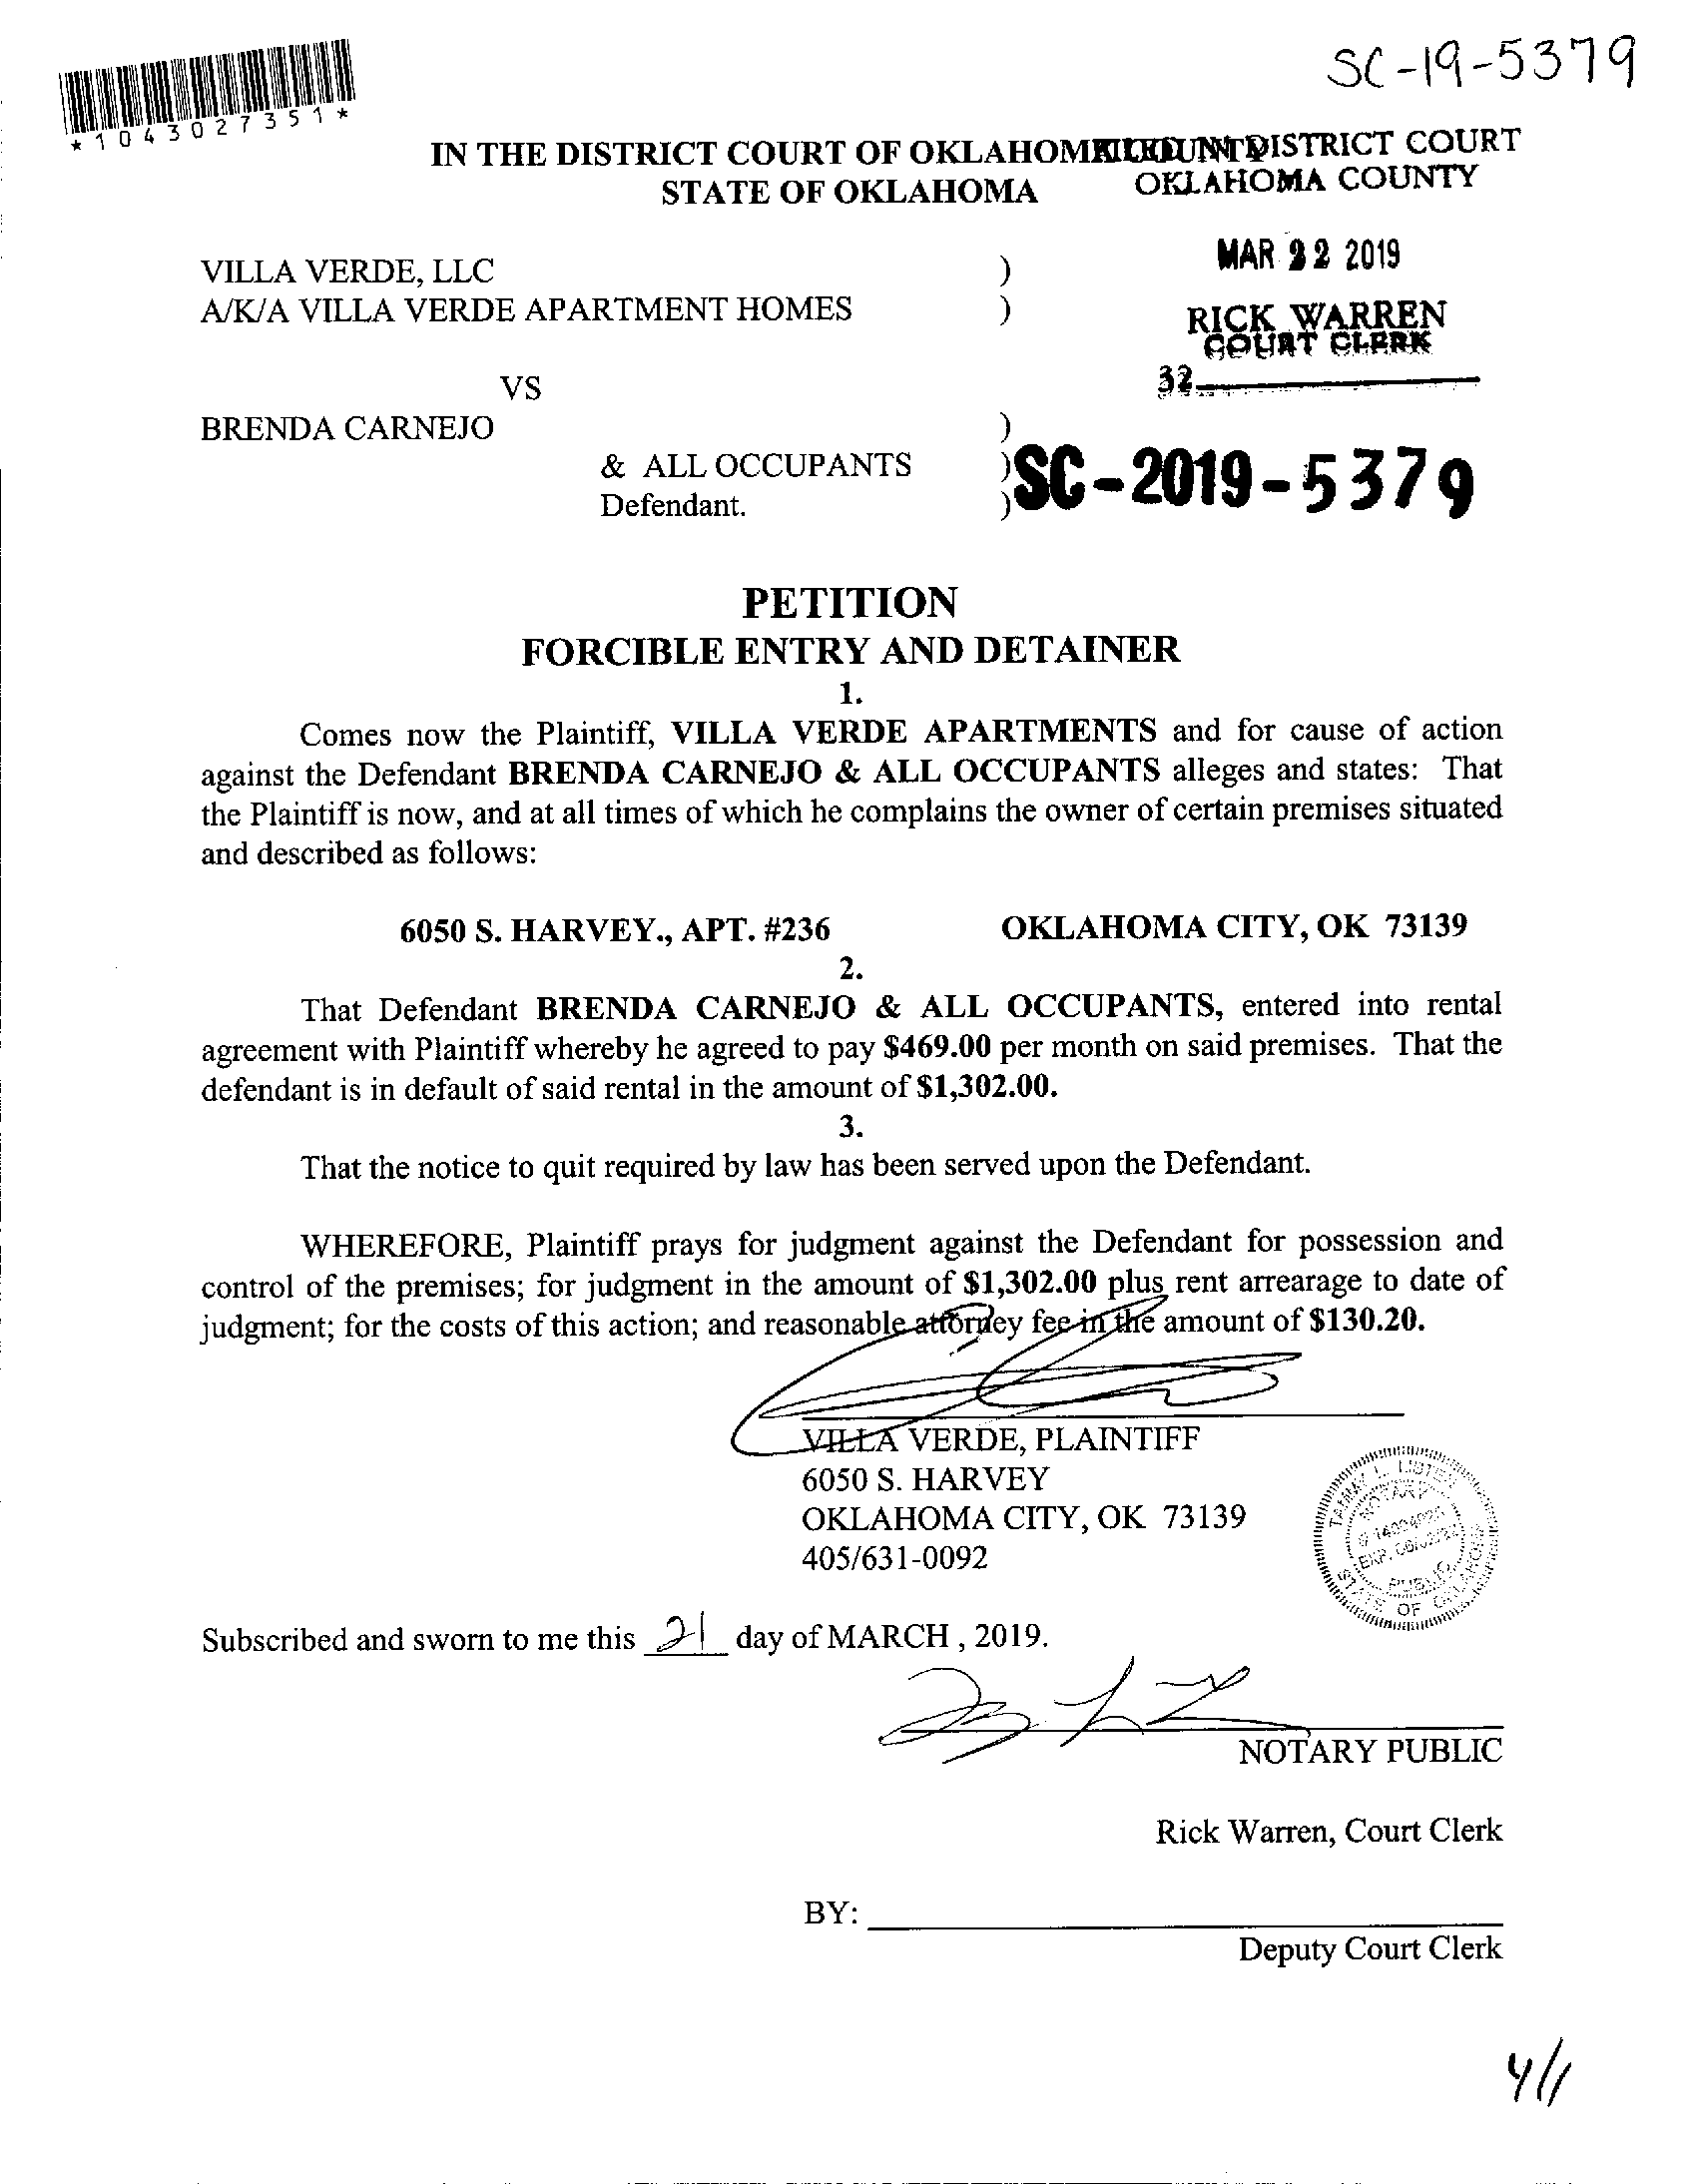 SC-19-5379
*1043027351*
IN THE DISTRICT COURT OF OKLAHOMA COUNTY
STATE OF OKLAHOMA
FILED IN DISTRICT COURT
OKLAHOMA COUNTY
MAR 22 2019
RICK WARREN
COURT CLERK
32
VILLA VERDE, LLC )
A/K/A VILLA VERDE APARTMENT HOMES )
VS
BRENDA CARNEJO )
& ALL OCCUPANTS )
Defendant. )
SC-2019-5379
PETITION
FORCIBLE ENTRY AND DETAINER
1.
Comes now the Plaintiff, VILLA VERDE APARTMENTS and for cause of action
against the Defendant BRENDA CARNEJO & ALL OCCUPANTS alleges and states: That
the Plaintiff is now, and at all times of which he complains the owner of certain premises situated
and described as follows:
6050 S. HARVEY., APT. #236 OKLAHOMA CITY, OK 73139
2.
That Defendant BRENDA CARNEJO & ALL OCCUPANTS, entered into rental
agreement with Plaintiff whereby he agreed to pay $469.00 per month on said premises. That the
defendant is in default of said rental in the amount of $1,302.00.
3.
That the notice to quit required by law has been served upon the Defendant.
WHEREFORE, Plaintiff prays for judgment against the Defendant for possession and
control of the premises; for judgment in the amount of $1,302.00 plus rent arrearage to date of
judgment; for the costs of this action; and reasonable attorney fee in the amount of $130.20.
VILLA VERDE, PLAINTIFF
6050 S. HARVEY
OKLAHOMA CITY, OK 73139
405/631-0092
NOTARY
PUBLIC
STATE OF OKLAHOMA
Subscribed and sworn to me this 21 day of MARCH , 2019.
NOTARY PUBLIC
Rick Warren, Court Clerk
BY:
Deputy Court Clerk
4/1